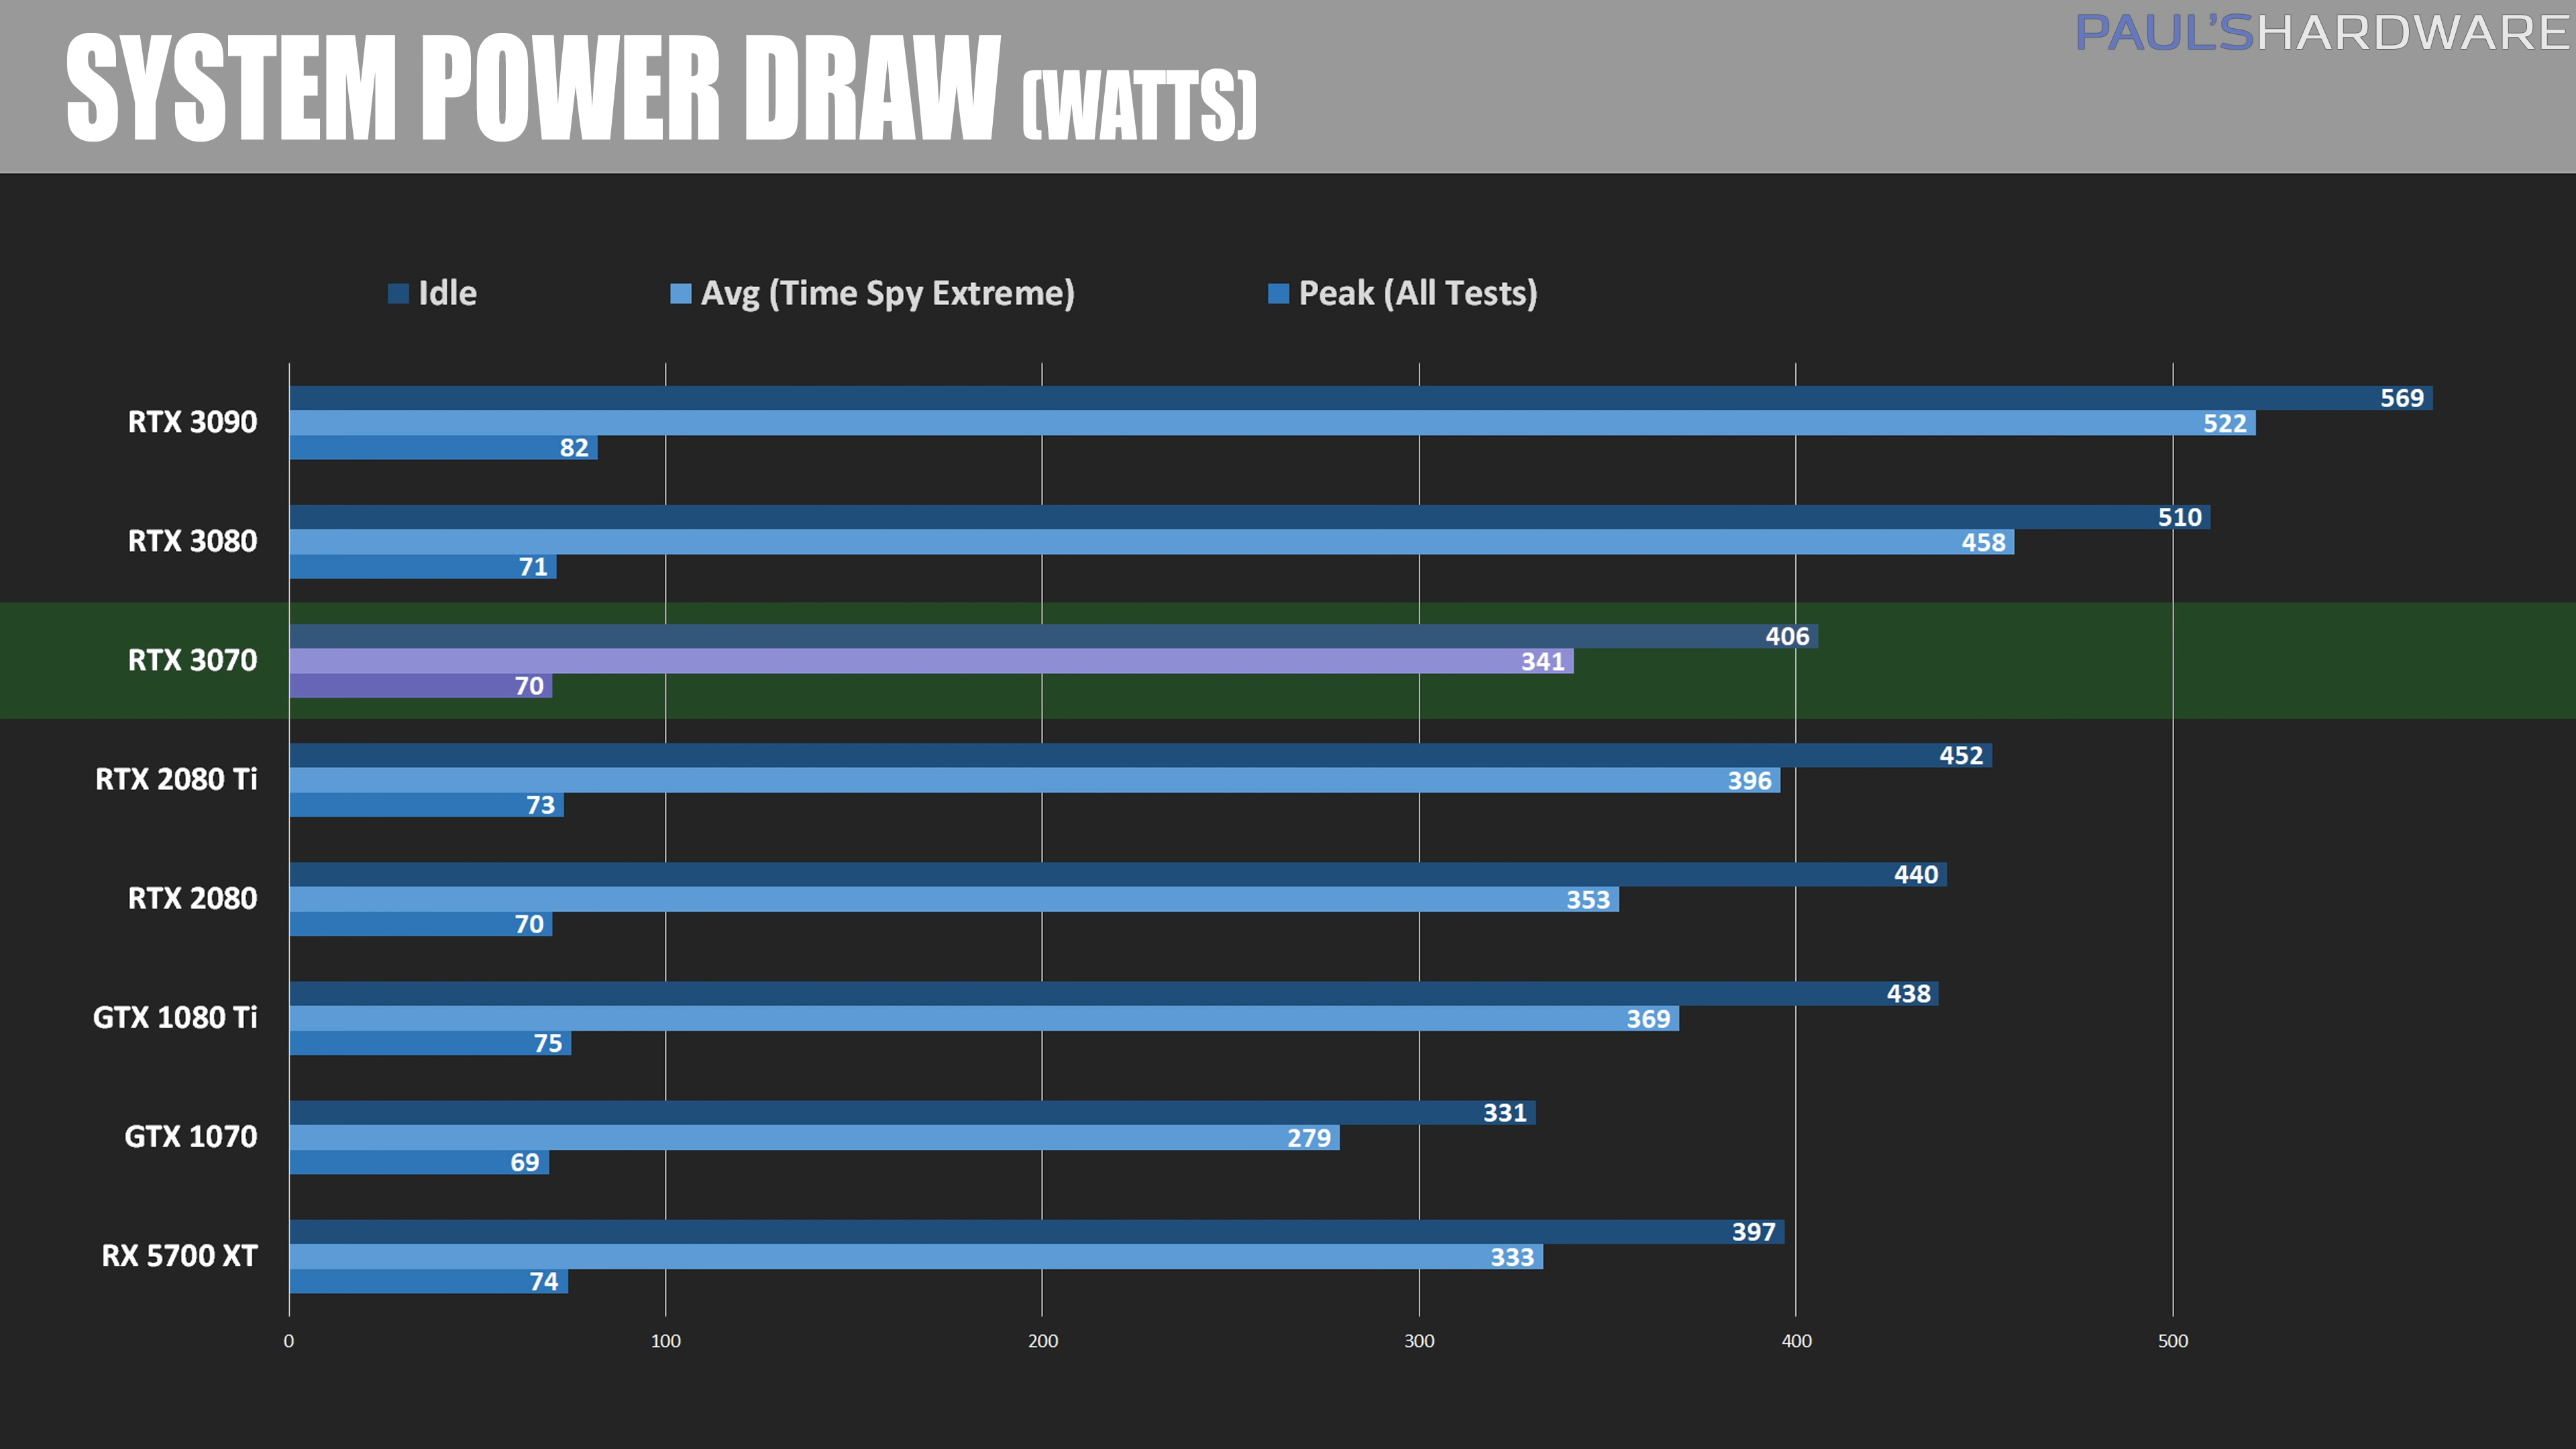 PAUL'SHARDWARE
SYSTEM POWER DRAW (WATTS)
Idle Avg (Time Spy Extreme) Peak (All Tests)
569
RTX 3090 522
82
510
RTX 3080 458
71
406
RTX 3070 341
70
452
RTX 2080 Ti 396
73
440
RTX 2080 353
70
438
GTX 1080 Ti 369
75
331
GTX 1070 279
69
397
RX 5700 XT 333
74
0 100 200 300 400 500